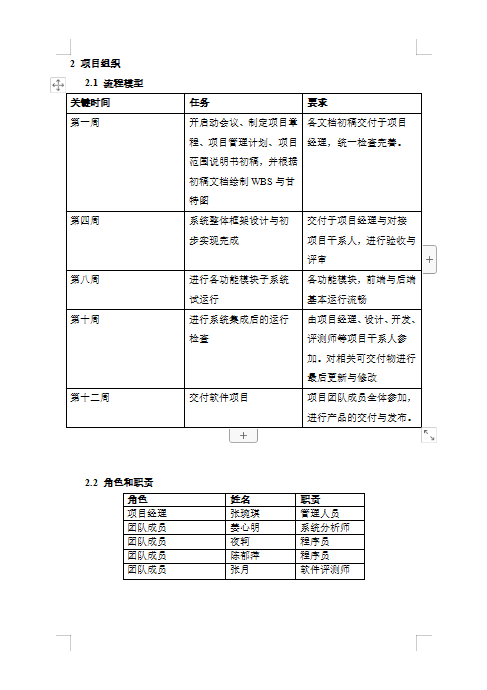 2 项目组织
2.1 流程模型
关键时间 任务 要求
第一周 开启动会议、制定项目章程、项目管理计划、项目范围说明书初稿，并根据初稿文档绘制 WBS 与甘特图 各文档初稿交付于项目经理，统一检查完善。
第四周 系统整体框架设计与初步实现完成 交付于项目经理与对接项目干系人，进行验收与评审
第八周 进行各功能模块子系统试运行 各功能模块，前端与后端基本运行流畅
第十周 进行系统集成后的运行检查 由项目经理、设计、开发、评测师等项目干系人参加。对相关可交付物进行最后更新与修改
第十二周 交付软件项目 项目团队成员全体参加，进行产品的交付与发布。
2.2 角色和职责
角色 姓名 职责
项目经理 张琬琪 管理人员
团队成员 姜心明 系统分析师
团队成员 夜轲 程序员
团队成员 陈郁萍 程序员
团队成员 张月 软件评测师